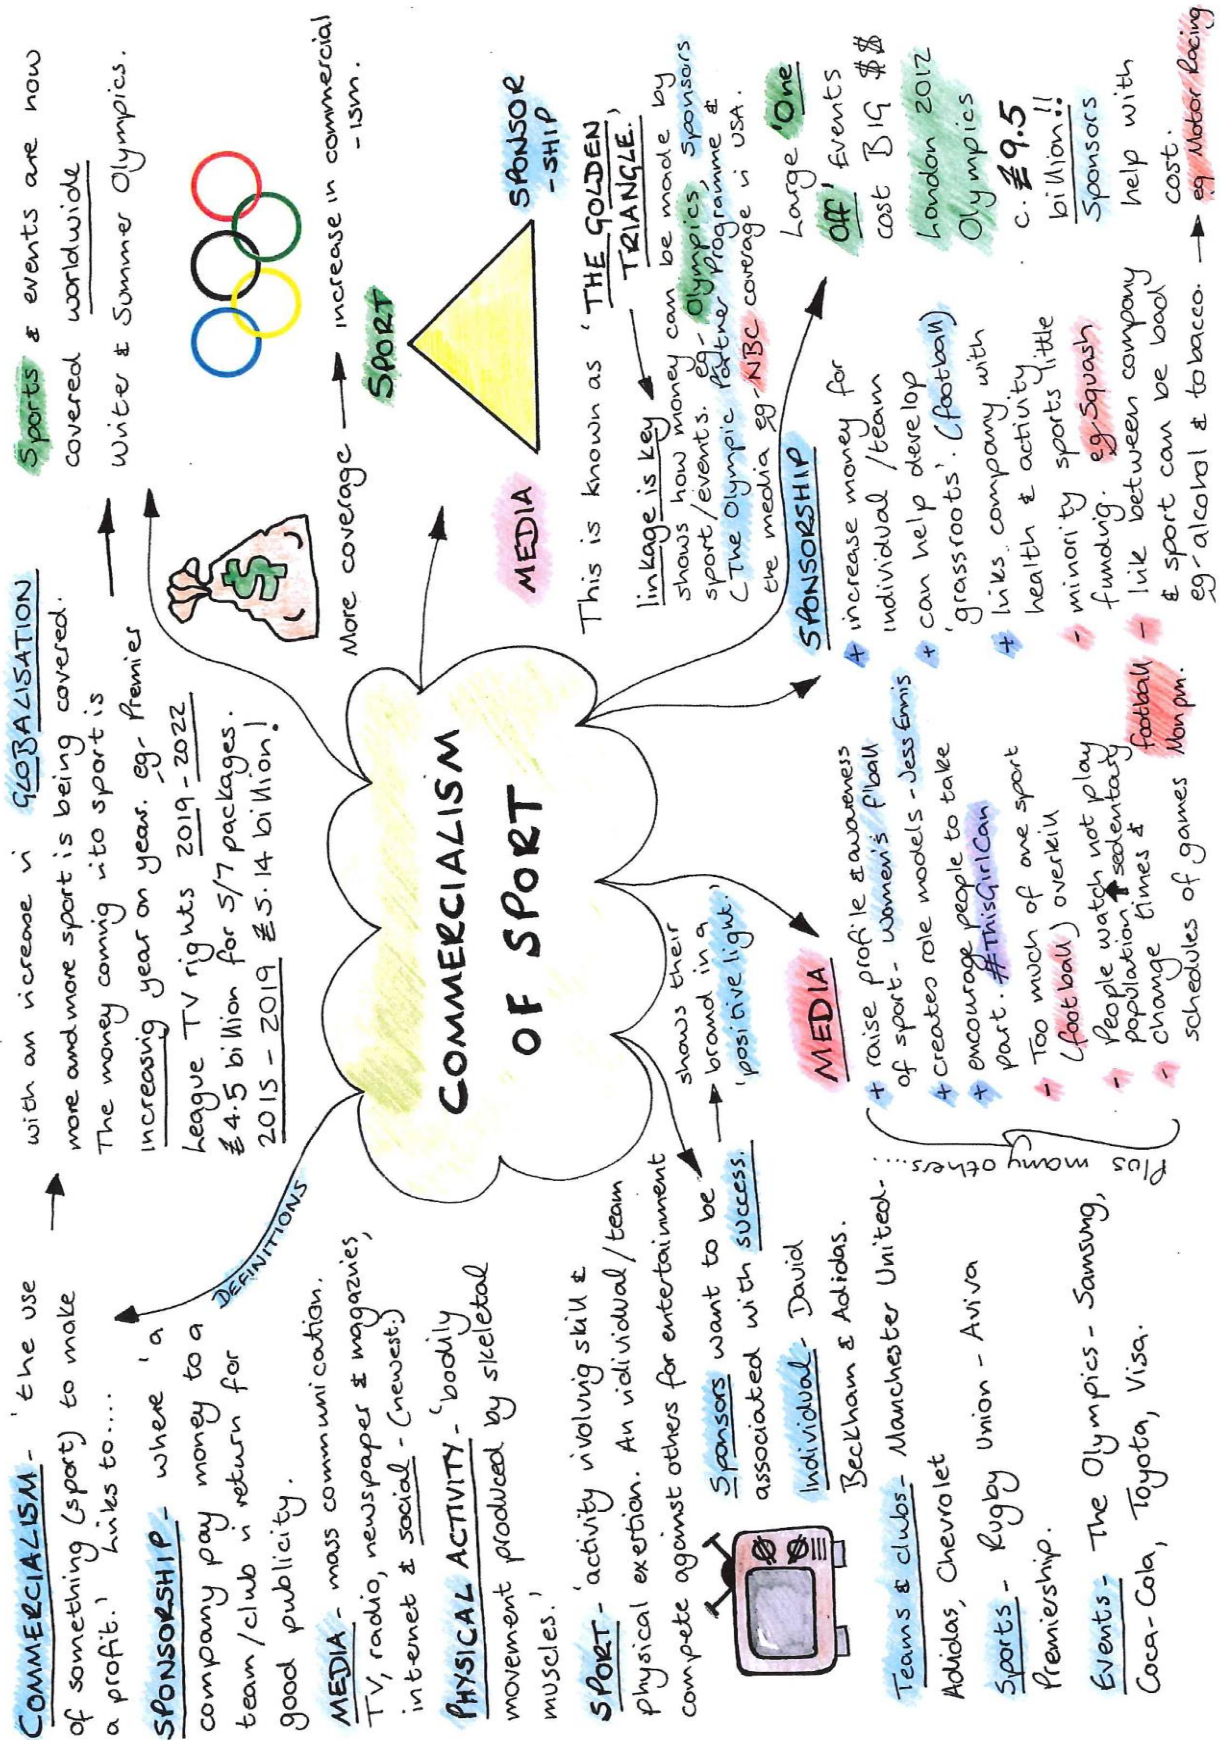 COMMERCIALISM - 'the use
of something (sport) to make
a profit.' Links to....
SPONSORSHIP - where 'a
company pay money to a
team/club in return for
good publicity.
MEDIA - mass communication.
TV, radio, newspaper & magazines,
internet & social - (newest.)
PHYSICAL ACTIVITY - 'bodily
movement produced by skeletal
muscles.'
SPORT - 'activity involving skill &
physical exertion. An individual/team
compete against others for entertainment
DEFINITIONS
with an increase in GLOBALISATION
more and more sport is being covered.
The money coming into sport is
increasing year on year. eg- Premier
League TV rights 2019-2022
£4.5 billion for 5/7 packages.
2015-2019 £5.14 billion!
Sports & events are now
covered worldwide
Winter & Summer Olympics.
$
More coverage
increase in commercial
-ism.
COMMERCIALISM
OF SPORT
SPORT
MEDIA
SPONSOR
-SHIP
This is known as 'THE GOLDEN
TRIANGLE.'
linkage is key
shows how money can be made by
sport/events. eg- Olympics, sponsors
(The Olympic Partner Programme &
the media eg- NBC coverage in USA.
Sponsors want to be
associated with success.
shows their
brand in a
'positive light.'
Individual - David
Beckham & Adidas.
Teams & clubs - Manchester United -
Adidas, Chevrolet
Sports - Rugby Union - Aviva
Premiership.
Events - The Olympics - Samsung,
Coca-Cola, Toyota, Visa.
MEDIA
+ raise profile & awareness
of sport - women's f'ball
+ creates role models - Jess Ennis
+ encourage people to take
part. #ThisGirlCan
- Too much of one sport
(football) overkill
- People watch not play
population ↑ sedentary
- change times &
schedules of games
football
Mon pm.
Plus many others....
SPONSORSHIP
+ increase money for
individual/team
+ can help develop
'grassroots'. (football)
+ links company with
health & activity
- minority sports little
funding. eg Squash
- link between company
& sport can be bad
eg- alcohol & tobacco.
eg Motor Racing
Large 'One
Off' Events
cost BIG $$
London 2012
Olympics
c. £9.5
billion!!
Sponsors
help with
cost.